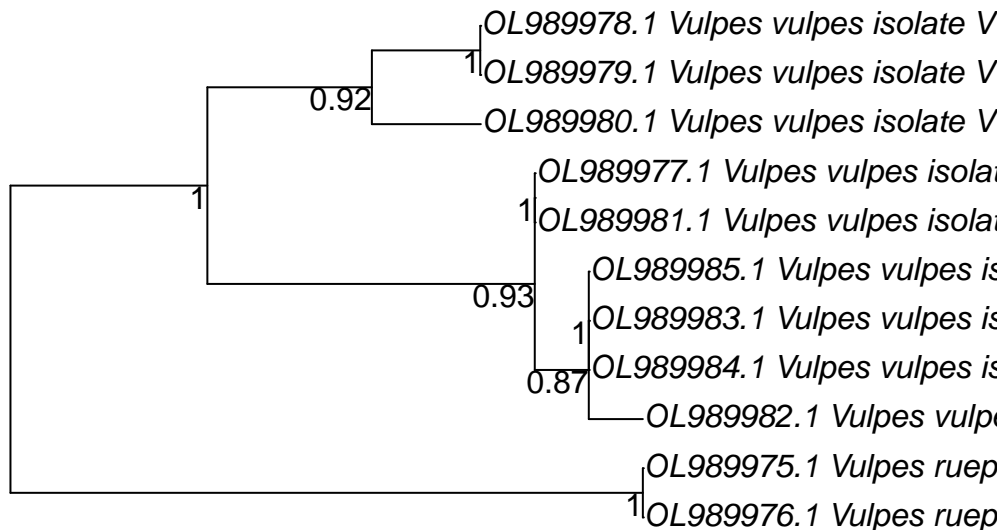 OL989978.1 Vulpes vulpes isolate V
1
OL989979.1 Vulpes vulpes isolate V
0.92
OL989980.1 Vulpes vulpes isolate V
OL989977.1 Vulpes vulpes isolat
1
1
OL989981.1 Vulpes vulpes isolat
OL989985.1 Vulpes vulpes is
0.93
OL989983.1 Vulpes vulpes is
1
OL989984.1 Vulpes vulpes is
0.87
OL989982.1 Vulpes vulpe
OL989975.1 Vulpes ruep
1
OL989976.1 Vulpes ruep